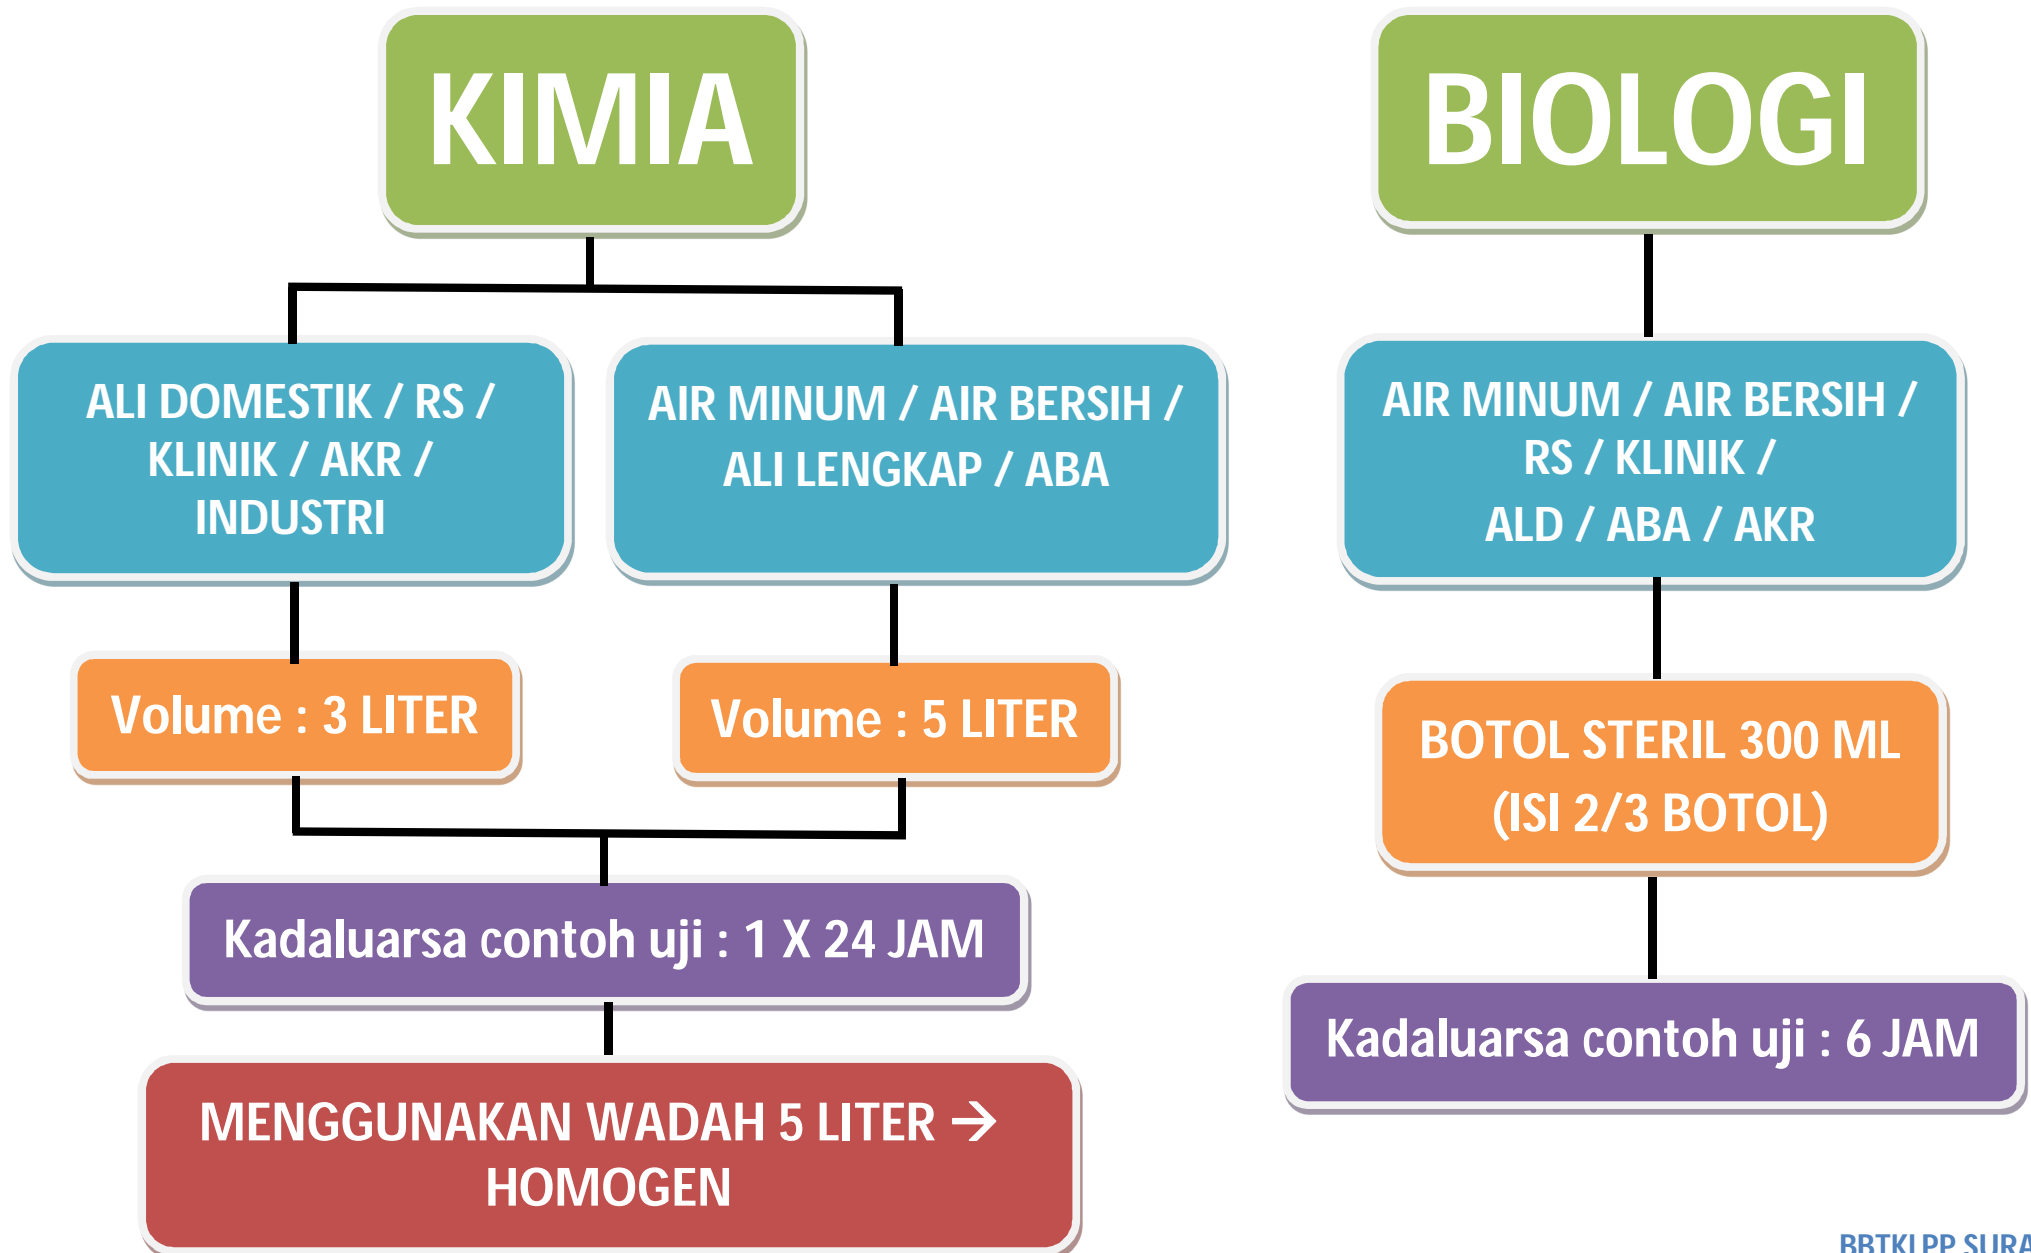 KIMIA
ALI DOMESTIK / RS /
KLINIK / AKR /
INDUSTRI
AIR MINUM / AIR BERSIH /
ALI LENGKAP / ABA
Volume : 3 LITER
Volume : 5 LITER
Kadaluarsa contoh uji : 1 X 24 JAM
MENGGUNAKAN WADAH 5 LITER →
HOMOGEN
BIOLOGI
AIR MINUM / AIR BERSIH /
RS / KLINIK /
ALD / ABA / AKR
BOTOL STERIL 300 ML
(ISI 2/3 BOTOL)
Kadaluarsa contoh uji : 6 JAM
BBTKLPP SURA